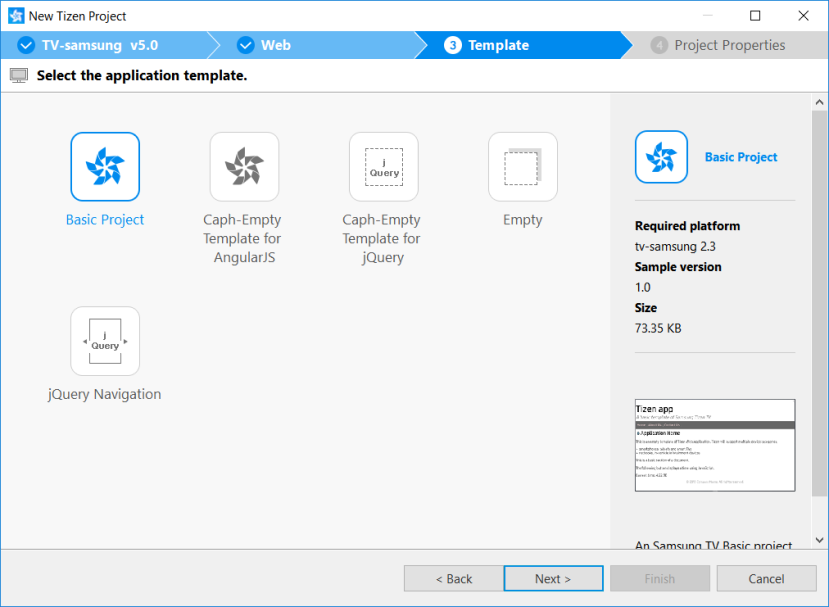 New Tizen Project
TV-samsung v5.0
Web
3 Template
4 Project Properties
Select the application template.
Basic Project
Caph-Empty
Template for
AngularJS
j
Query
Caph-Empty
Template for
jQuery
Empty
j
Query
jQuery Navigation
Basic Project
Required platform
tv-samsung 2.3
Sample version
1.0
Size
73.35 KB
Tizen app
Application Name
An Samsung TV Basic project
< Back
Next >
Finish
Cancel